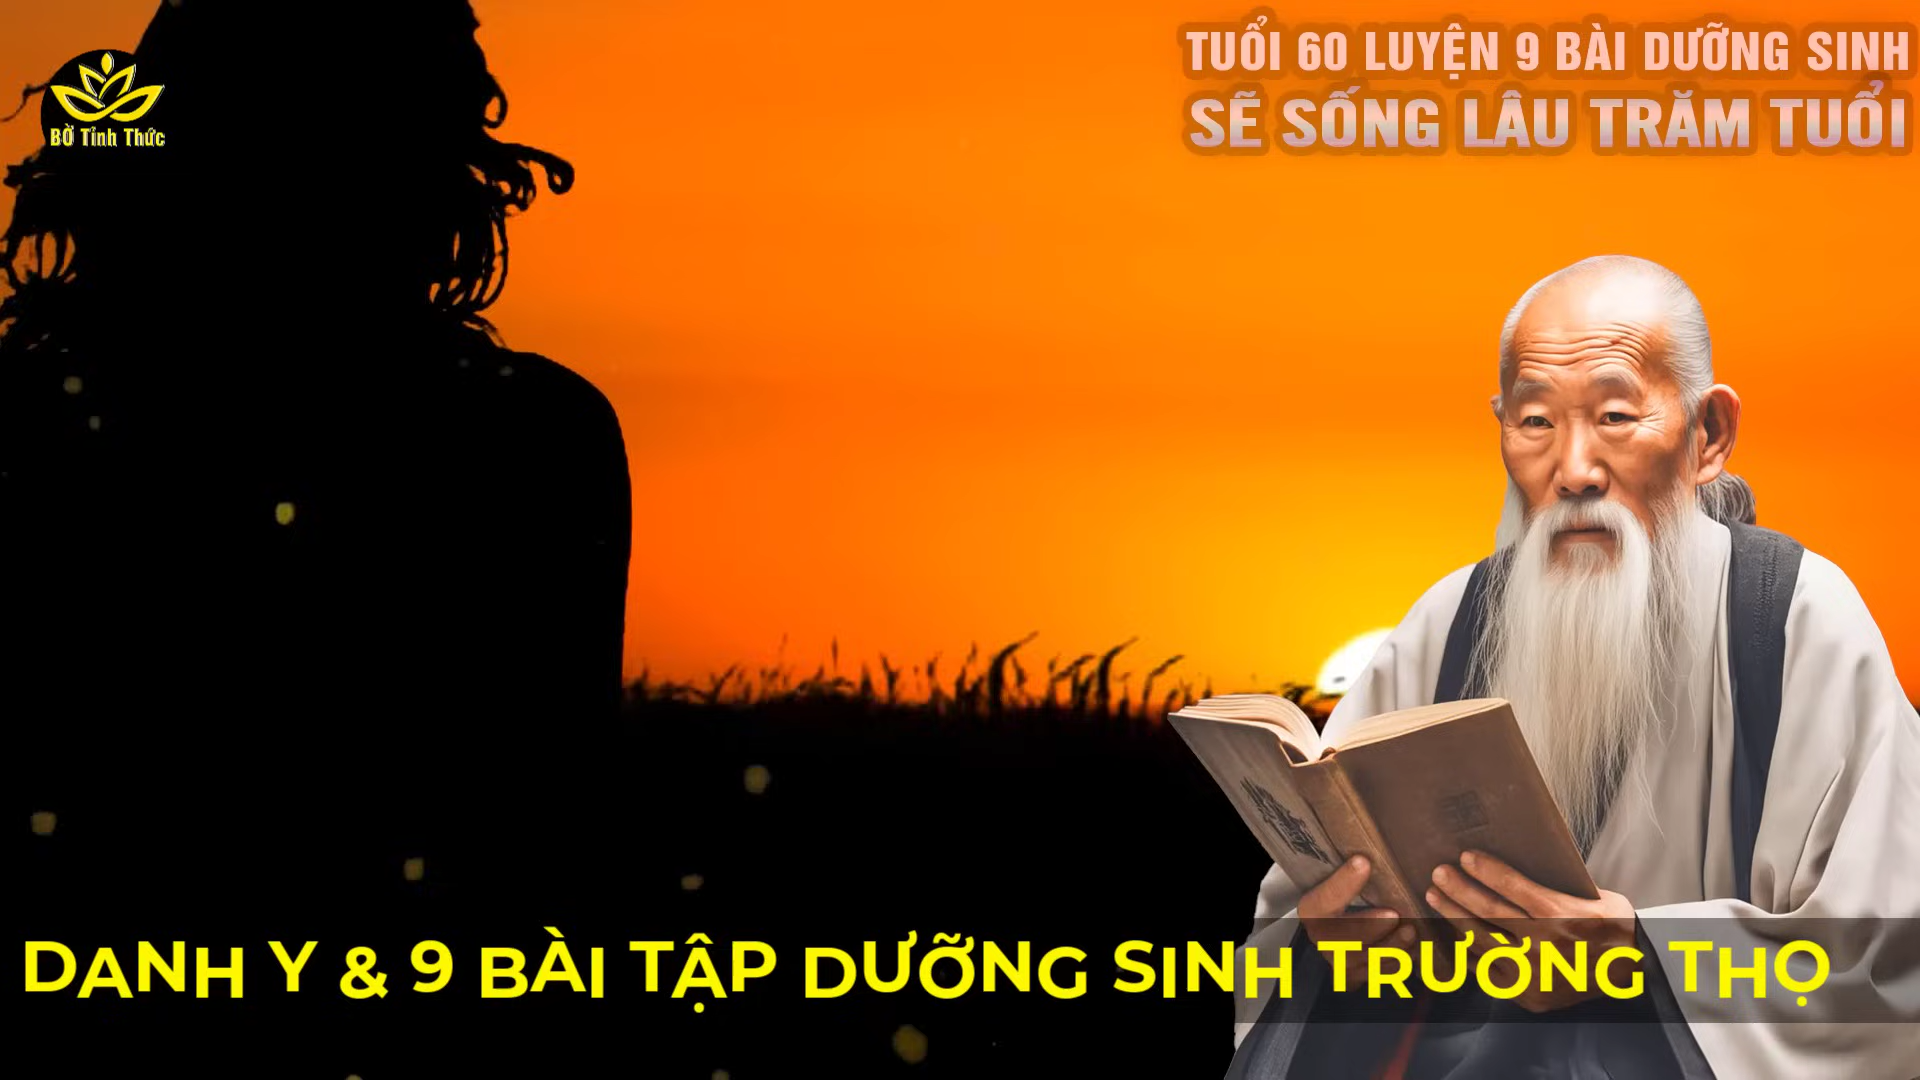 TUỔI 60 LUYỆN 9 BÀI DƯỠNG SINH
SẼ SỐNG LÂU TRĂM TUỔI
BỜ Tỉnh Thức
DANH Y & 9 BÀI TẬP DƯỠNG SINH TRƯỜNG THỌ